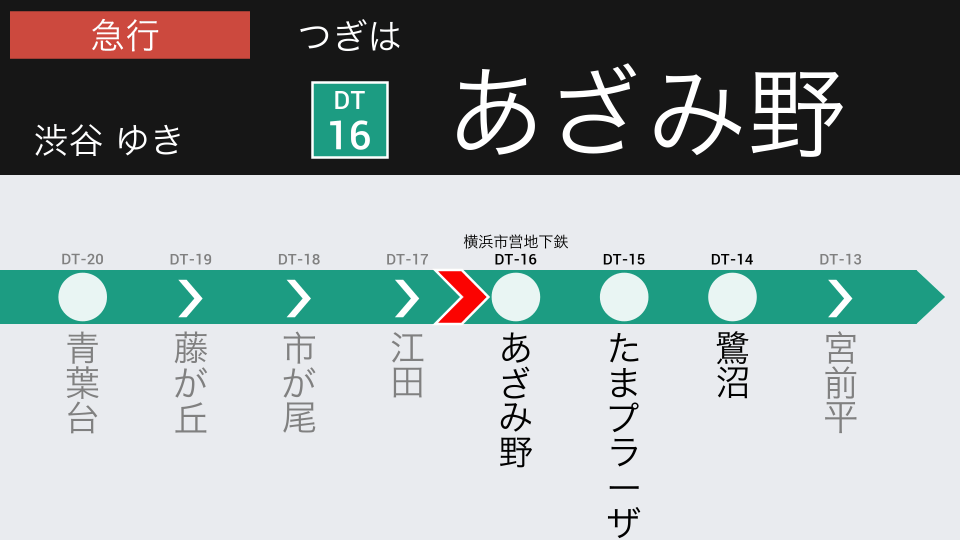 急行
つぎは
渋谷 ゆき
DT
16
あざみ野
横浜市営地下鉄
DT-20
DT-19
DT-18
DT-17
DT-16
DT-15
DT-14
DT-13
青葉台
藤が丘
市が尾
江田
あざみ野
たまプラーザ
鷺沼
宮前平